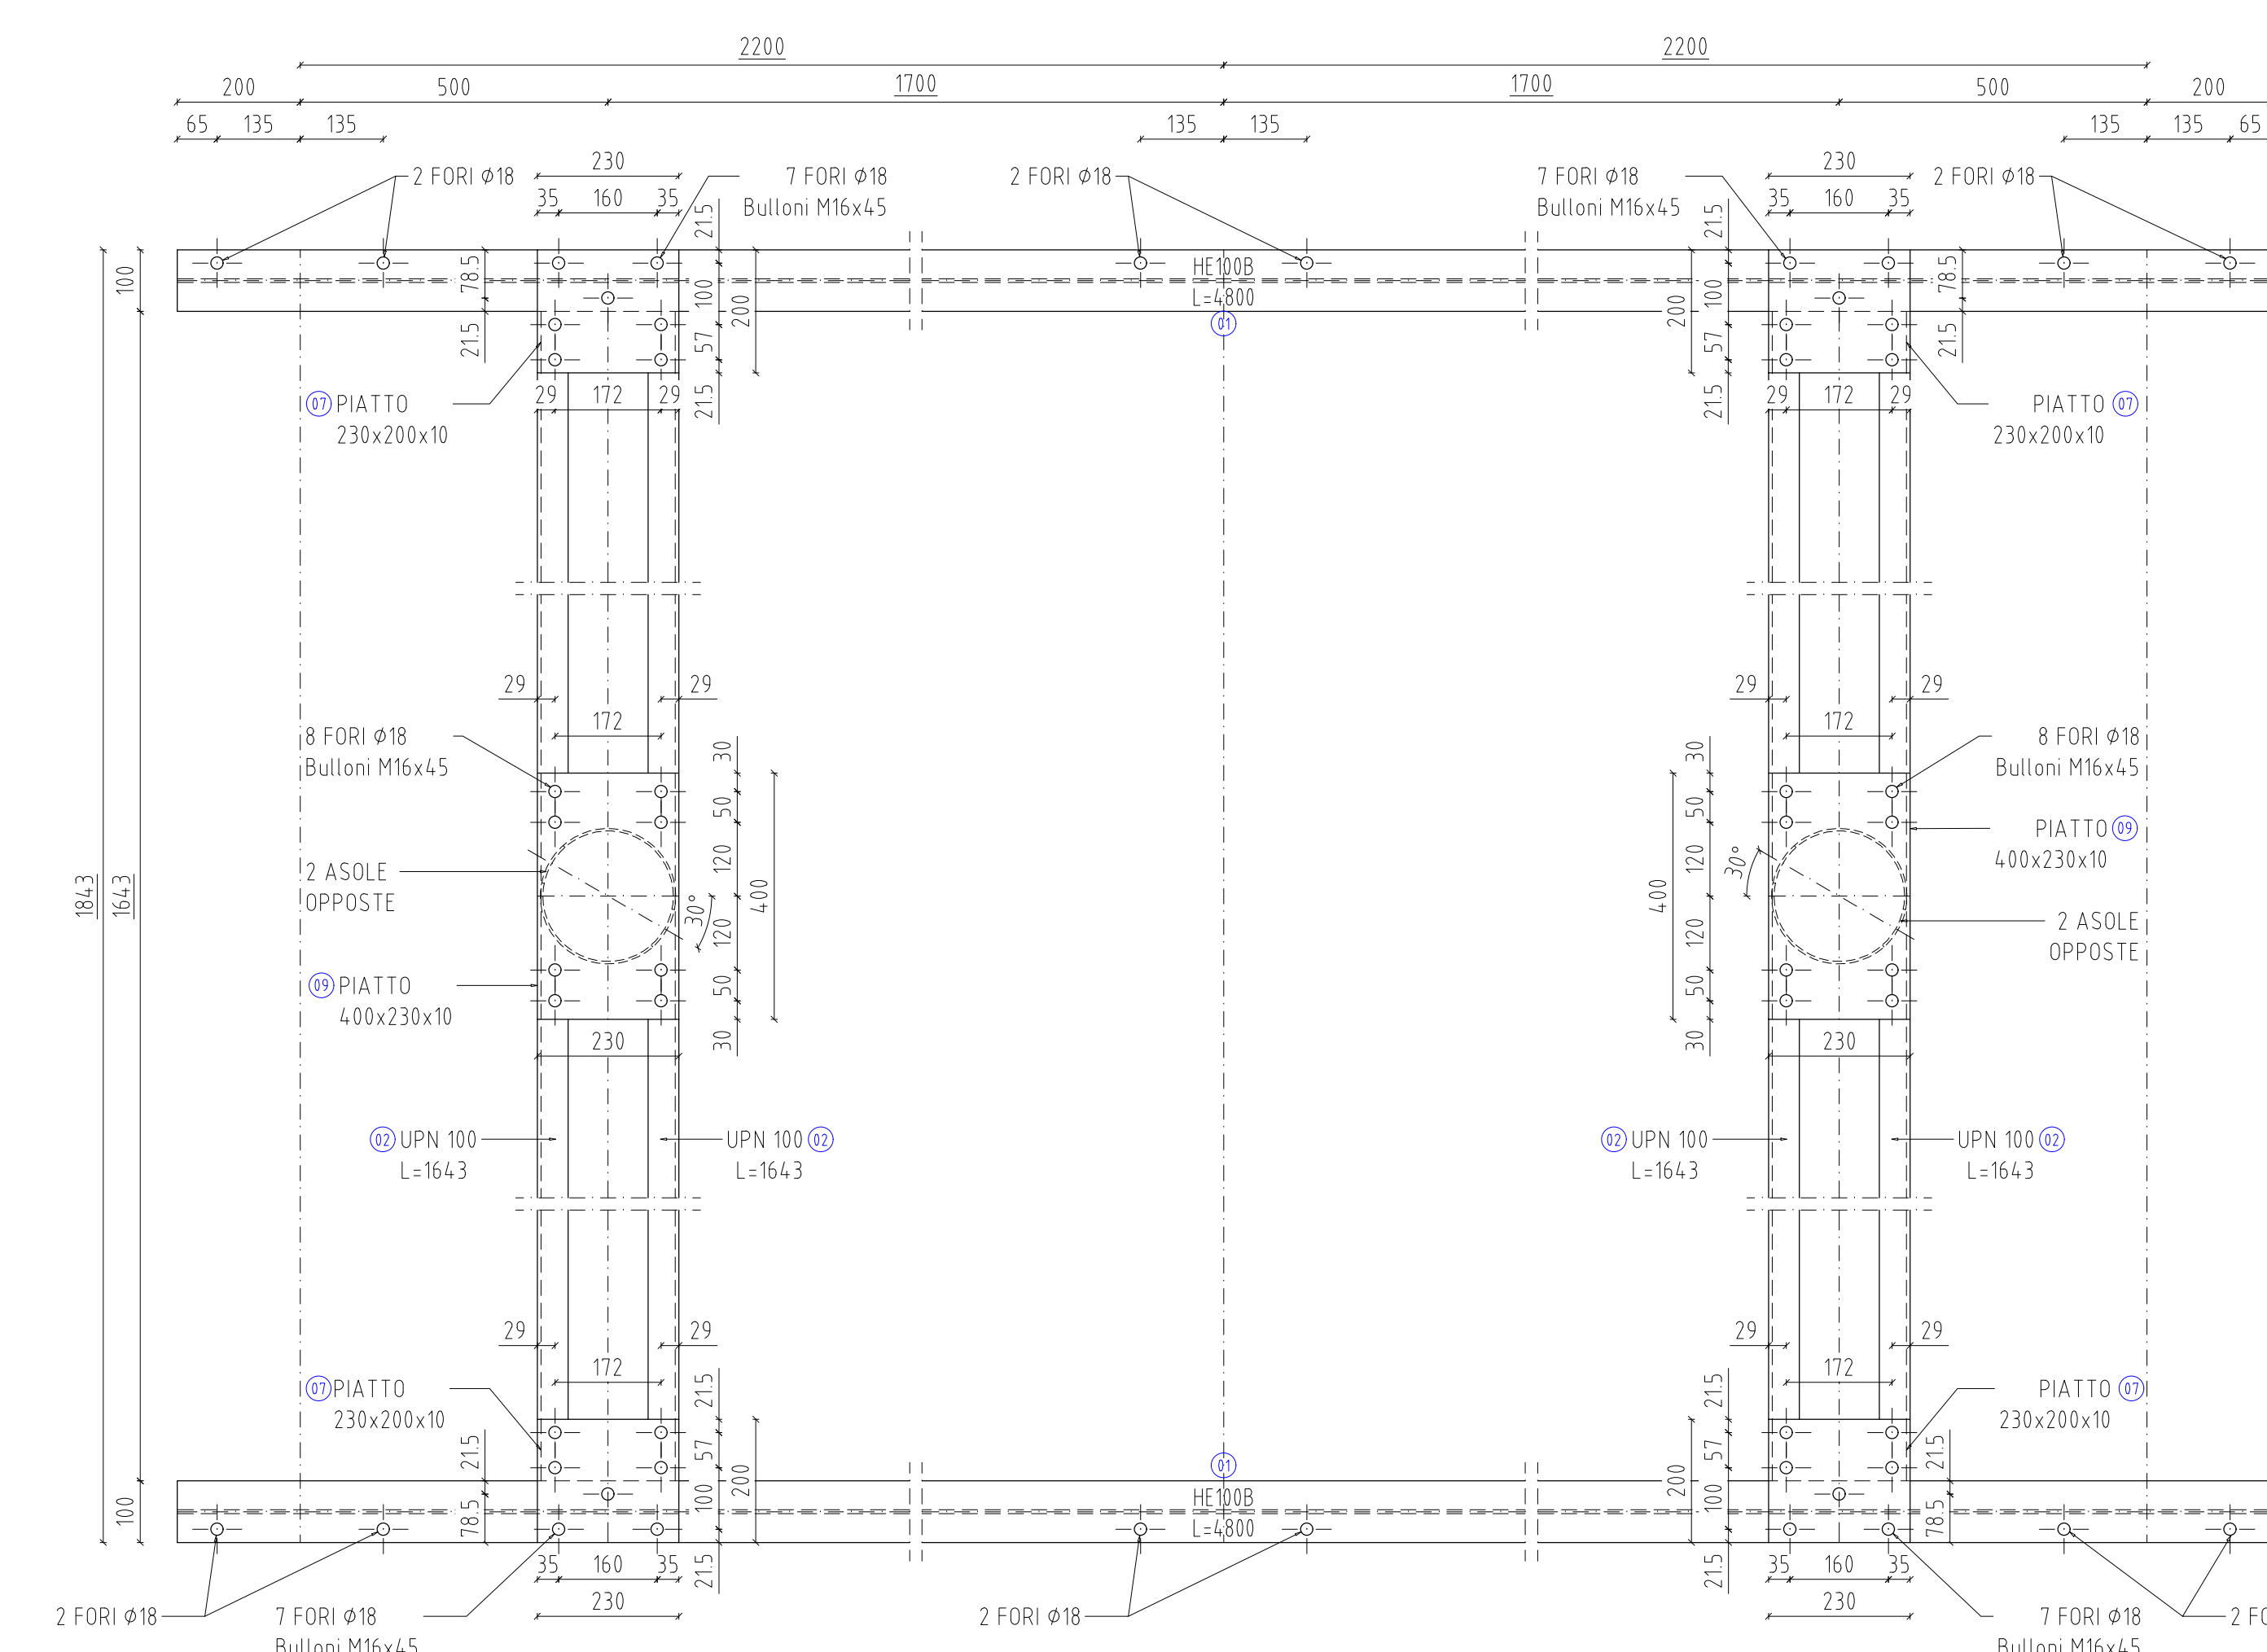 2200 2200
200 500 1700 1700 500 200
65 135 135 135 135 135 135 65
230 230
2 FORI Ø18 7 FORI Ø18 2 FORI Ø18 7 FORI Ø18 2 FORI Ø18
35 160 35 Bulloni M16x45 Bulloni M16x45 35 160 35
21.5 21.5
100 78.5 100 200 HE100B 200 100 78.5
L=4800
01
21.5 57 57 21.5
29 172 29 21.5 21.5 29 172 29
07 PIATTO PIATTO 07
230x200x10 230x200x10
29 29 29 29
172 172
8 FORI Ø18 30 30 8 FORI Ø18
Bulloni M16x45 Bulloni M16x45
50 50
PIATTO 09
400x230x10
2 ASOLE 120 120 30°
OPPOSTE
1843 1643 30° 400 400
2 ASOLE
OPPOSTE
120 120
09 PIATTO 50 50
400x230x10
230 30 30 230
02 UPN 100 UPN 100 02 02 UPN 100 UPN 100 02
L=1643 L=1643 L=1643 L=1643
29 29 29 29
172 172
07 PIATTO 21.5 21.5 PIATTO 07
230x200x10 230x200x10
21.5 57 57 21.5
01
100 78.5 100 200 HE100B 200 100 78.5
L=4800
35 160 35 21.5 21.5 35 160 35
230 230
2 FORI Ø18 7 FORI Ø18 2 FORI Ø18 7 FORI Ø18 2 FO
Bulloni M16x45 Bulloni M16x45